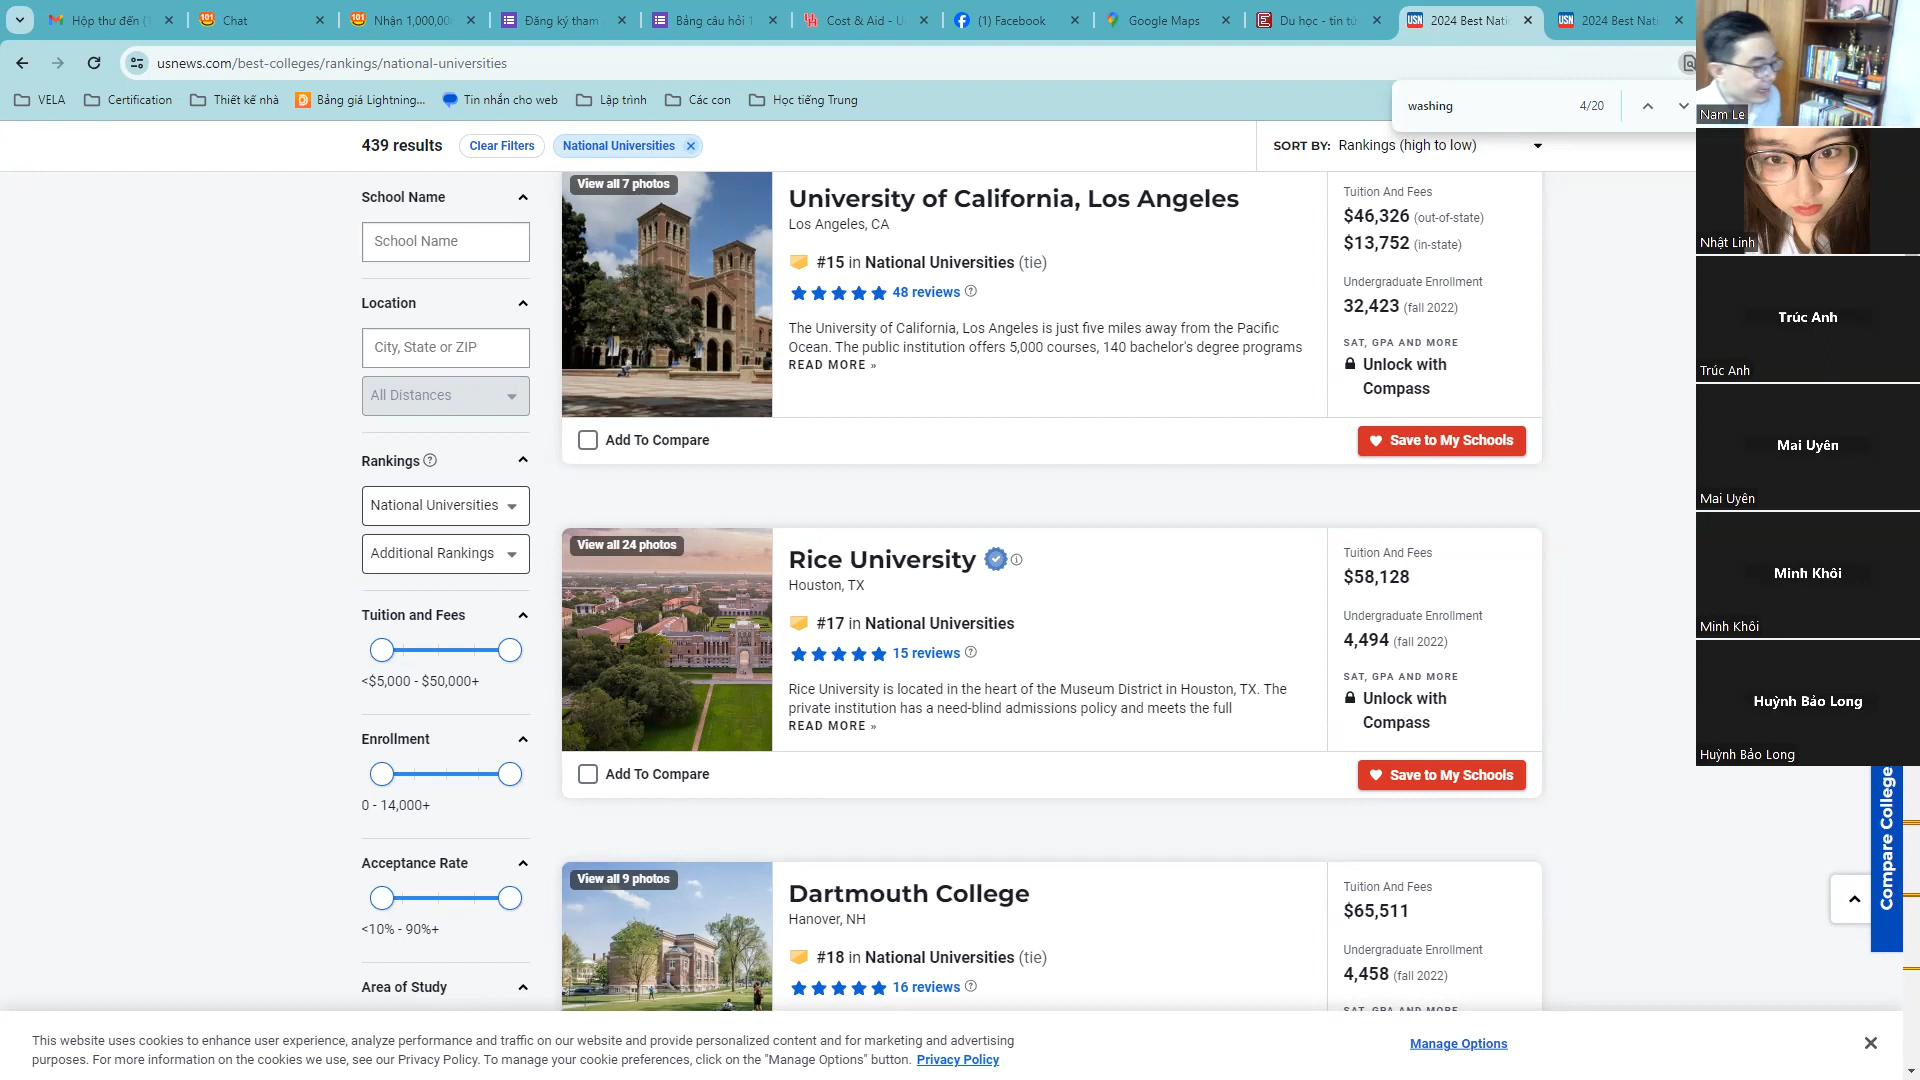 Hộp thư đến (
Chat
Nhận 1,000,00
Đăng ký tham
Bảng câu hỏi 1
Cost & Aid - U
(1) Facebook
Google Maps
Du học - tin tứ
2024 Best Nati
2024 Best Nati
usnews.com/best-colleges/rankings/national-universities
VELA
Certification
Thiết kế nhà
Bảng giá Lightning...
Tin nhắn cho web
Lập trình
Các con
Học tiếng Trung
washing
4/20
439 results
Clear Filters
National Universities
SORT BY: Rankings (high to low)
School Name
School Name
Location
City, State or ZIP
All Distances
Rankings
National Universities
Additional Rankings
Tuition and Fees
<$5,000 - $50,000+
Enrollment
0 - 14,000+
Acceptance Rate
<10% - 90%+
Area of Study
View all 7 photos
University of California, Los Angeles
Los Angeles, CA
#15 in National Universities (tie)
48 reviews
The University of California, Los Angeles is just five miles away from the Pacific
Ocean. The public institution offers 5,000 courses, 140 bachelor's degree programs
READ MORE »
Tuition And Fees
$46,326 (out-of-state)
$13,752 (in-state)
Undergraduate Enrollment
32,423 (fall 2022)
SAT, GPA AND MORE
Unlock with
Compass
Add To Compare
Save to My Schools
View all 24 photos
Rice University
Houston, TX
#17 in National Universities
15 reviews
Rice University is located in the heart of the Museum District in Houston, TX. The
private institution has a need-blind admissions policy and meets the full
READ MORE »
Tuition And Fees
$58,128
Undergraduate Enrollment
4,494 (fall 2022)
SAT, GPA AND MORE
Unlock with
Compass
Add To Compare
Save to My Schools
View all 9 photos
Dartmouth College
Hanover, NH
#18 in National Universities (tie)
16 reviews
Tuition And Fees
$65,511
Undergraduate Enrollment
4,458 (fall 2022)
SAT, GPA AND MORE
Nam Le
Nhật Linh
Trúc Anh
Trúc Anh
Mai Uyên
Mai Uyên
Minh Khôi
Minh Khôi
Huỳnh Bảo Long
Huỳnh Bảo Long
Compare College
This website uses cookies to enhance user experience, analyze performance and traffic on our website and provide personalized content and for marketing and advertising
purposes. For more information on the cookies we use, see our Privacy Policy. To manage your cookie preferences, click on the "Manage Options" button. Privacy Policy
Manage Options